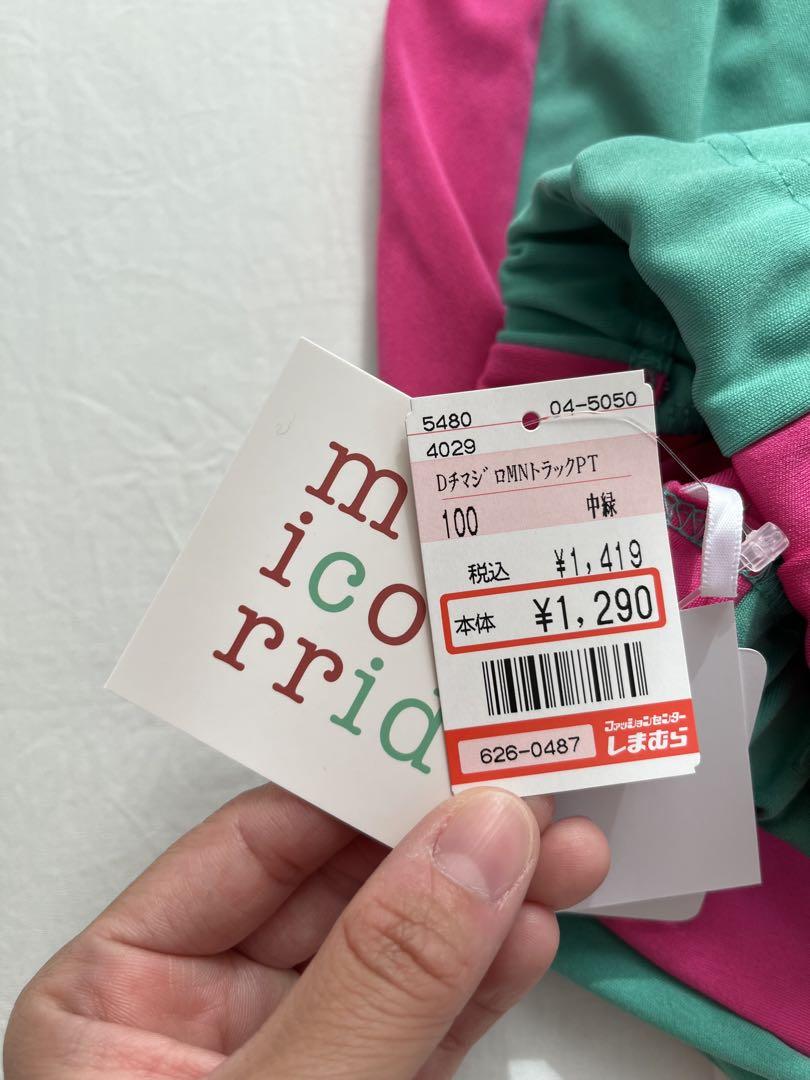 m
ico
rrid
5480 04-5050
4029
DﾁﾏｼﾞﾛMNﾄﾗｯｸPT
100 中緑
税込 ¥1,419
本体 ¥1,290
626-0487
ファッションセンター
しまむら